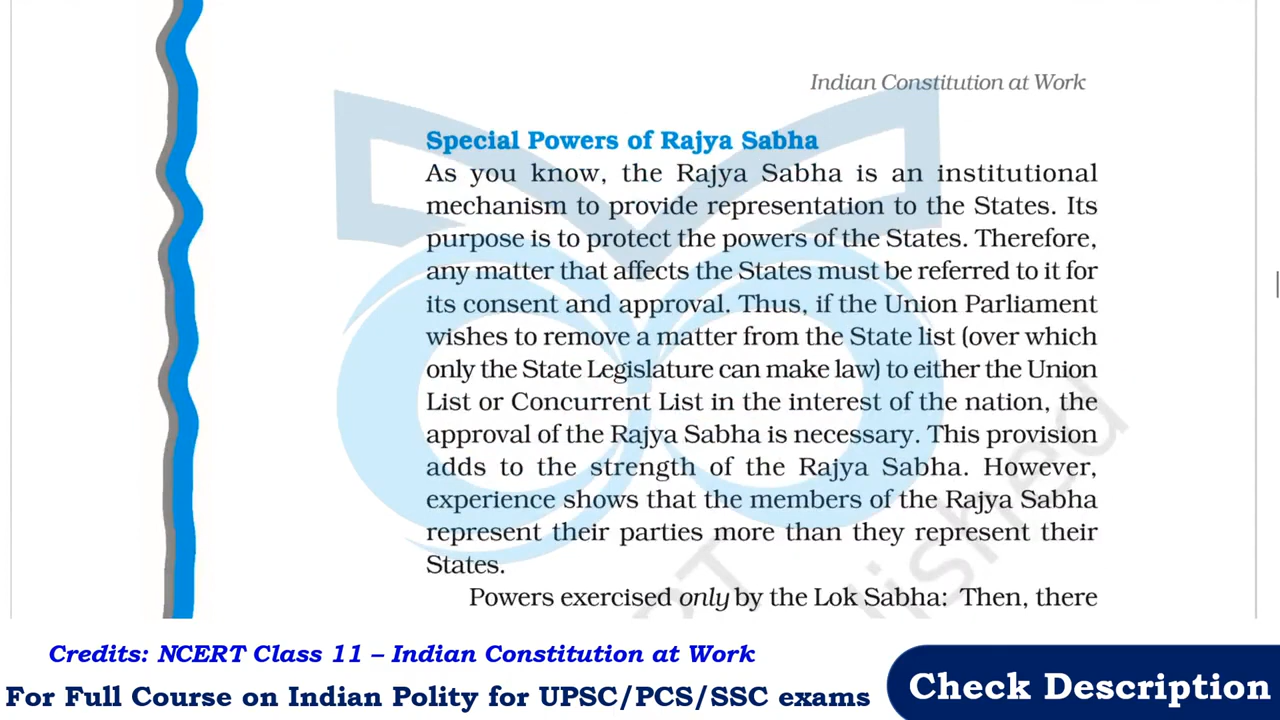 Indian Constitution at Work
Special Powers of Rajya Sabha
As you know, the Rajya Sabha is an institutional
mechanism to provide representation to the States. Its
purpose is to protect the powers of the States. Therefore,
any matter that affects the States must be referred to it for
its consent and approval. Thus, if the Union Parliament
wishes to remove a matter from the State list (over which
only the State Legislature can make law) to either the Union
List or Concurrent List in the interest of the nation, the
approval of the Rajya Sabha is necessary. This provision
adds to the strength of the Rajya Sabha. However,
experience shows that the members of the Rajya Sabha
represent their parties more than they represent their
States.
Powers exercised only by the Lok Sabha: Then, there
Credits: NCERT Class 11 – Indian Constitution at Work
For Full Course on Indian Polity for UPSC/PCS/SSC exams
Check Description